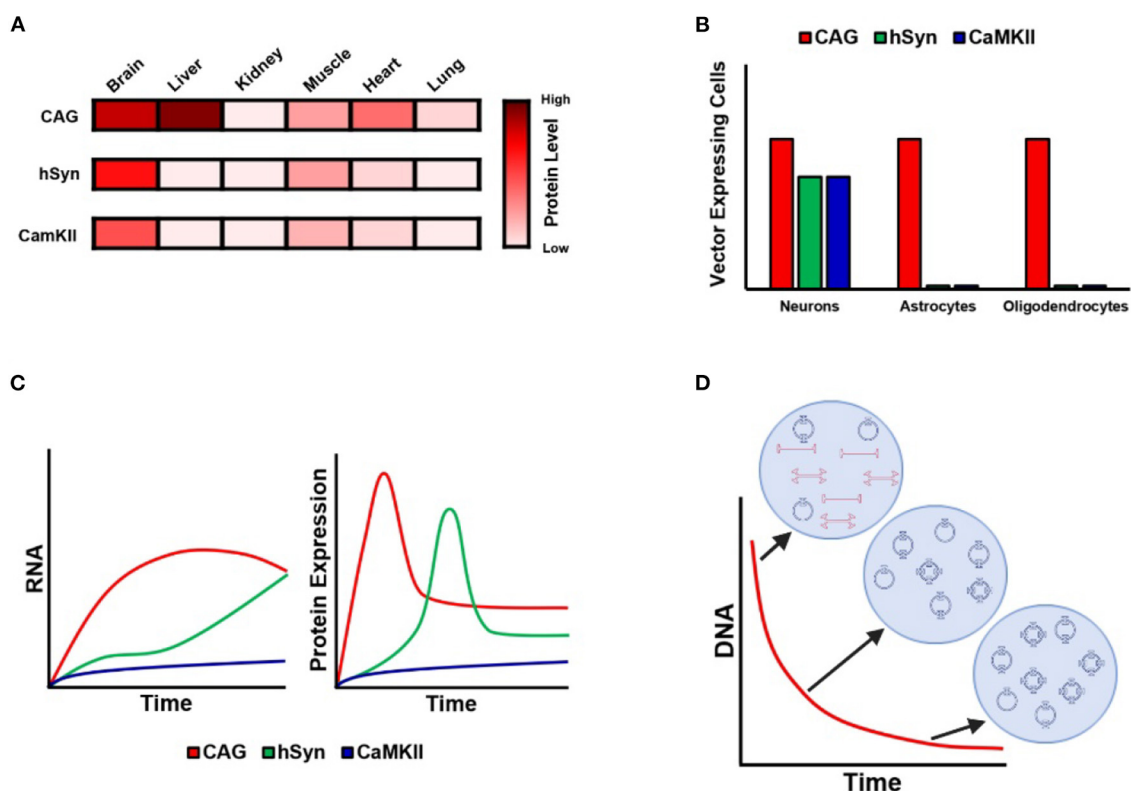 A
Brain Liver Kidney Muscle Heart Lung
CAG
hSyn
CamKII
High
Protein Level
Low
B
CAG hSyn CaMKII
Vector Expressing Cells
Neurons Astrocytes Oligodendrocytes
C
RNA
Time
Protein Expression
Time
CAG hSyn CaMKII
D
DNA
Time